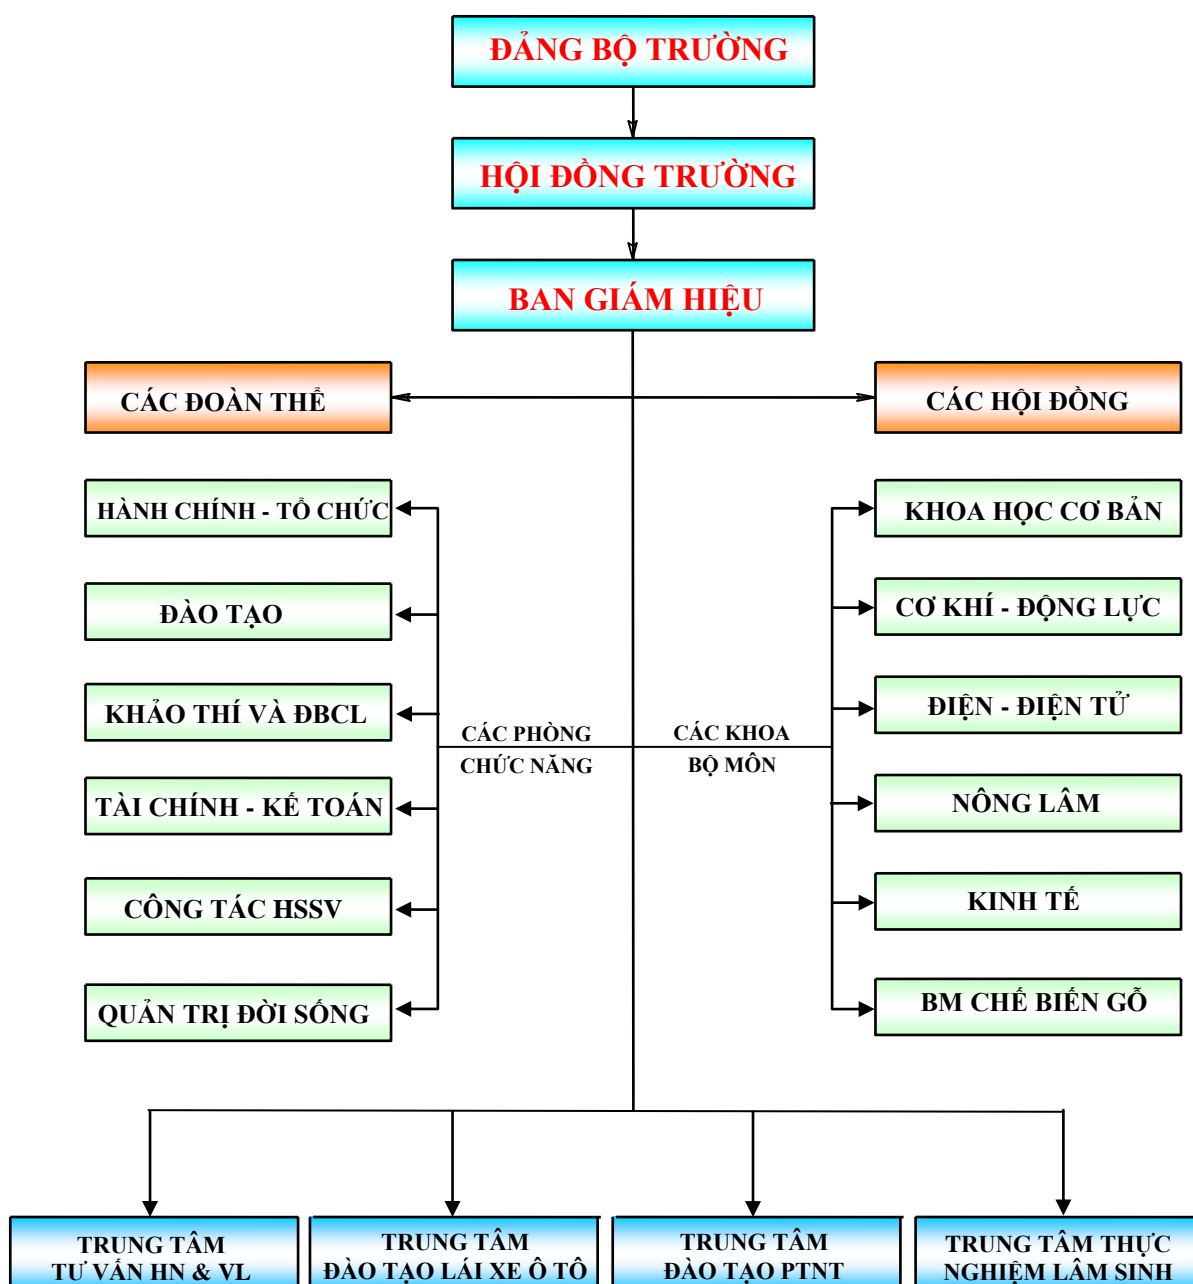 ĐẢNG BỘ TRƯỜNG
HỘI ĐỒNG TRƯỜNG
BAN GIÁM HIỆU
CÁC ĐOÀN THỂ
CÁC HỘI ĐỒNG
HÀNH CHÍNH - TỔ CHỨC
ĐÀO TẠO
KHẢO THÍ VÀ ĐBCL
TÀI CHÍNH - KẾ TOÁN
CÔNG TÁC HSSV
QUẢN TRỊ ĐỜI SỐNG
CÁC PHÒNG
CHỨC NĂNG
CÁC KHOA
BỘ MÔN
KHOA HỌC CƠ BẢN
CƠ KHÍ - ĐỘNG LỰC
ĐIỆN - ĐIỆN TỬ
NÔNG LÂM
KINH TẾ
BM CHẾ BIẾN GỖ
TRUNG TÂM
TƯ VẤN HN & VL
TRUNG TÂM
ĐÀO TẠO LÁI XE Ô TÔ
TRUNG TÂM
ĐÀO TẠO PTNT
TRUNG TÂM THỰC
NGHIỆM LÂM SINH